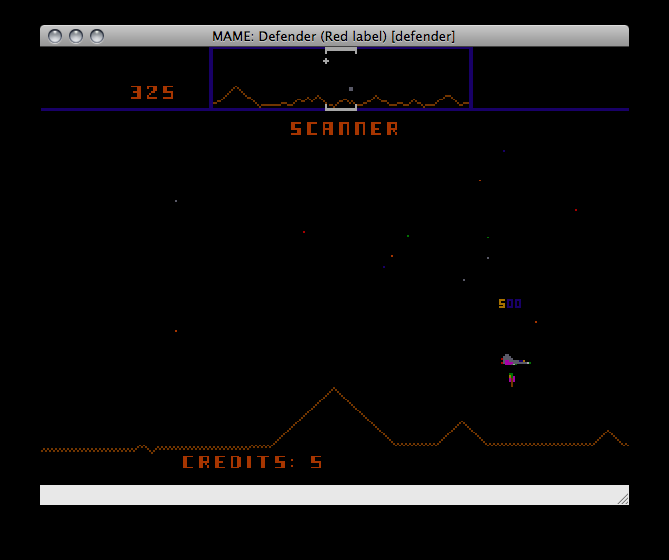 MAME: Defender (Red label) [defender]
325
SCANNER
500
CREDITS: 5